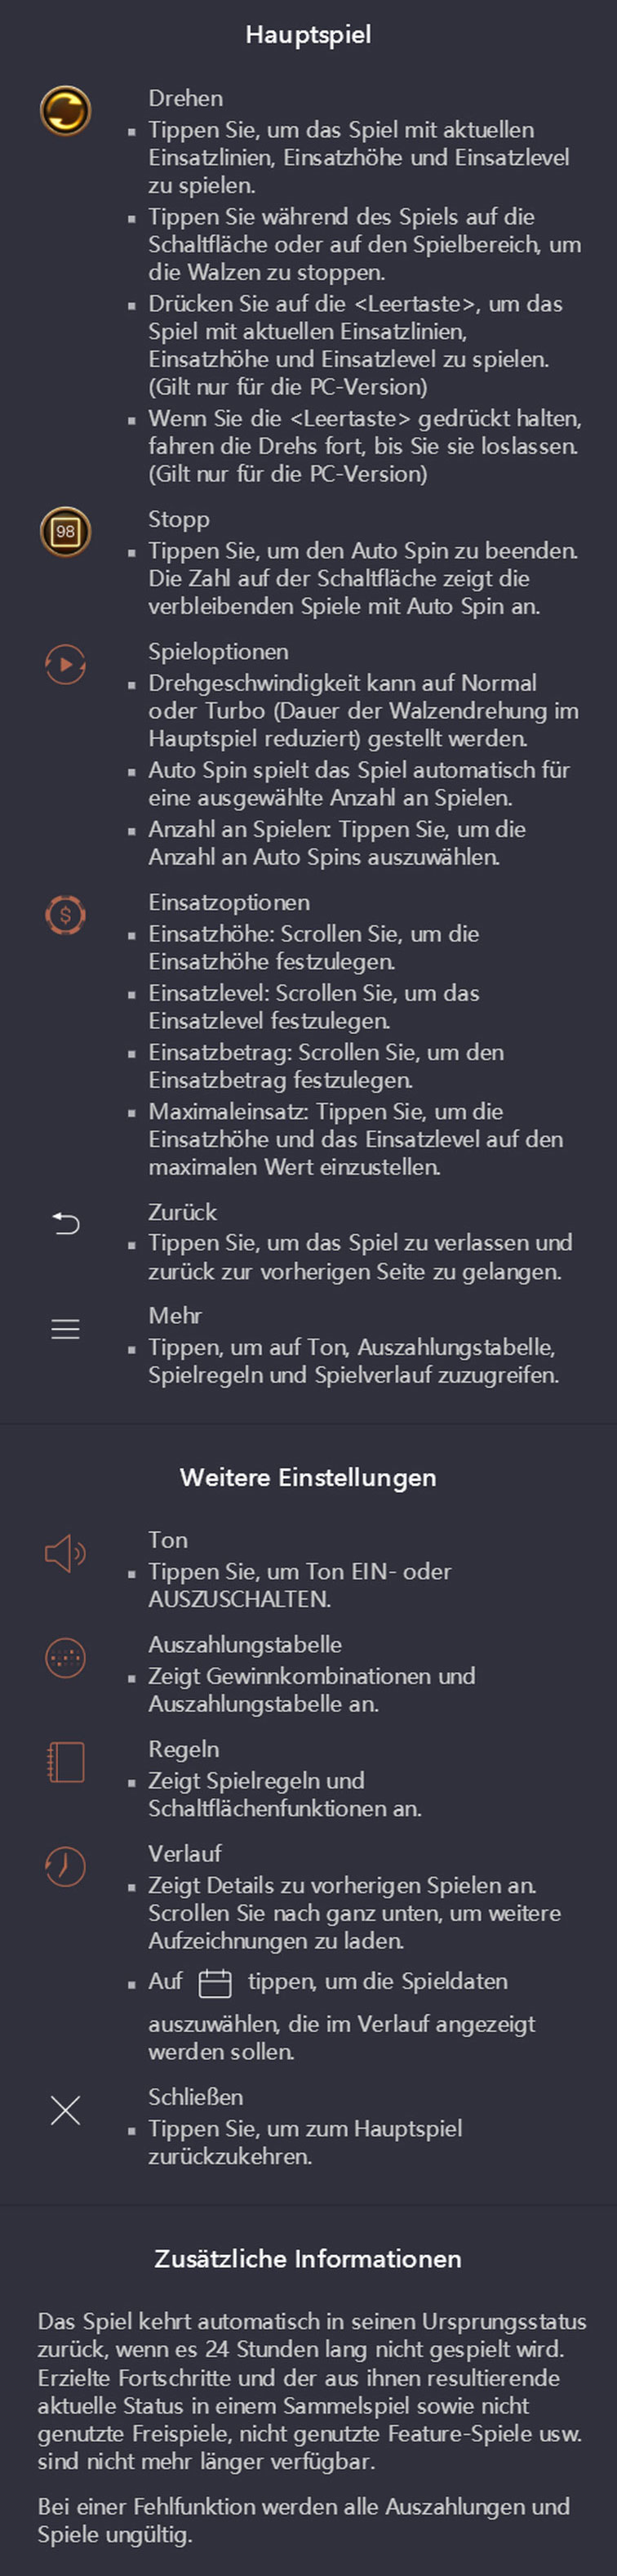 Hauptspiel
Drehen
Tippen Sie, um das Spiel mit aktuellen
Einsatzlinien, Einsatzhöhe und Einsatzlevel
zu spielen.
Tippen Sie während des Spiels auf die
Schaltfläche oder auf den Spielbereich, um
die Walzen zu stoppen.
Drücken Sie auf die <Leertaste>, um das
Spiel mit aktuellen Einsatzlinien,
Einsatzhöhe und Einsatzlevel zu spielen.
(Gilt nur für die PC-Version)
Wenn Sie die <Leertaste> gedrückt halten,
fahren die Drehs fort, bis Sie sie loslassen.
(Gilt nur für die PC-Version)
98
Stopp
Tippen Sie, um den Auto Spin zu beenden.
Die Zahl auf der Schaltfläche zeigt die
verbleibenden Spiele mit Auto Spin an.
Spieloptionen
Drehgeschwindigkeit kann auf Normal
oder Turbo (Dauer der Walzendrehung im
Hauptspiel reduziert) gestellt werden.
Auto Spin spielt das Spiel automatisch für
eine ausgewählte Anzahl an Spielen.
Anzahl an Spielen: Tippen Sie, um die
Anzahl an Auto Spins auszuwählen.
$
Einsatzoptionen
Einsatzhöhe: Scrollen Sie, um die
Einsatzhöhe festzulegen.
Einsatzlevel: Scrollen Sie, um das
Einsatzlevel festzulegen.
Einsatzbetrag: Scrollen Sie, um den
Einsatzbetrag festzulegen.
Maximaleinsatz: Tippen Sie, um die
Einsatzhöhe und das Einsatzlevel auf den
maximalen Wert einzustellen.
Zurück
Tippen Sie, um das Spiel zu verlassen und
zurück zur vorherigen Seite zu gelangen.
Mehr
Tippen, um auf Ton, Auszahlungstabelle,
Spielregeln und Spielverlauf zuzugreifen.
Weitere Einstellungen
Ton
Tippen Sie, um Ton EIN- oder
AUSZUSCHALTEN.
Auszahlungstabelle
Zeigt Gewinnkombinationen und
Auszahlungstabelle an.
Regeln
Zeigt Spielregeln und
Schaltflächenfunktionen an.
Verlauf
Zeigt Details zu vorherigen Spielen an.
Scrollen Sie nach ganz unten, um weitere
Aufzeichnungen zu laden.
Auf tippen, um die Spieldaten
auszuwählen, die im Verlauf angezeigt
werden sollen.
Schließen
Tippen Sie, um zum Hauptspiel
zurückzukehren.
Zusätzliche Informationen
Das Spiel kehrt automatisch in seinen Ursprungsstatus
zurück, wenn es 24 Stunden lang nicht gespielt wird.
Erzielte Fortschritte und der aus ihnen resultierende
aktuelle Status in einem Sammelspiel sowie nicht
genutzte Freispiele, nicht genutzte Feature-Spiele usw.
sind nicht mehr länger verfügbar.
Bei einer Fehlfunktion werden alle Auszahlungen und
Spiele ungültig.